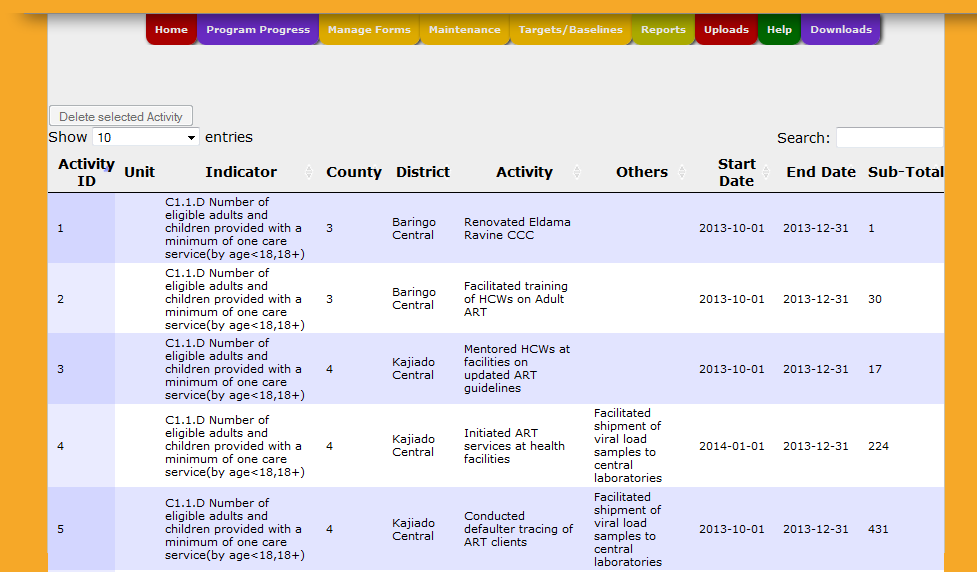 Home Program Progress Manage Forms Maintenance Targets/Baselines Reports Uploads Help Downloads
Delete selected Activity
Show 10 entries Search:
Activity ID Unit Indicator County District Activity Others Start Date End Date Sub-Total
1
C1.1.D Number of
eligible adults and
children provided with a
minimum of one care
service(by age<18,18+)
3
Baringo
Central
Renovated Eldama
Ravine CCC
2013-10-01
2013-12-31
1
2
C1.1.D Number of
eligible adults and
children provided with a
minimum of one care
service(by age<18,18+)
3
Baringo
Central
Facilitated training
of HCWs on Adult
ART
2013-10-01
2013-12-31
30
3
C1.1.D Number of
eligible adults and
children provided with a
minimum of one care
service(by age<18,18+)
4
Kajiado
Central
Mentored HCWs at
facilities on
updated ART
guidelines
2013-10-01
2013-12-31
17
4
C1.1.D Number of
eligible adults and
children provided with a
minimum of one care
service(by age<18,18+)
4
Kajiado
Central
Initiated ART
services at health
facilities
Facilitated
shipment of
viral load
samples to
central
laboratories
2014-01-01
2013-12-31
224
5
C1.1.D Number of
eligible adults and
children provided with a
minimum of one care
service(by age<18,18+)
4
Kajiado
Central
Conducted
defaulter tracing of
ART clients
Facilitated
shipment of
viral load
samples to
central
laboratories
2013-10-01
2013-12-31
431